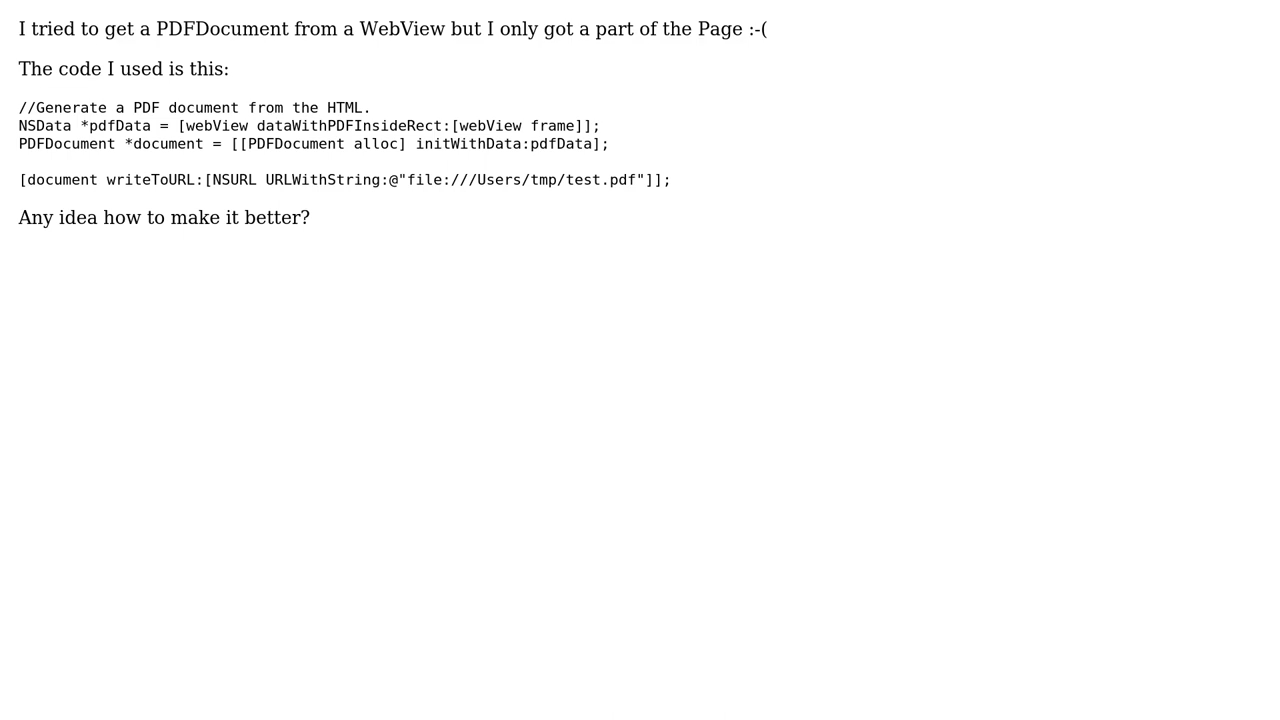 I tried to get a PDFDocument from a WebView but I only got a part of the Page :-(
The code I used is this:
//Generate a PDF document from the HTML.
NSData *pdfData = [webView dataWithPDFInsideRect:[webView frame]];
PDFDocument *document = [[PDFDocument alloc] initWithData:pdfData];
[document writeToURL:[NSURL URLWithString:@"file:///Users/tmp/test.pdf"]];
Any idea how to make it better?